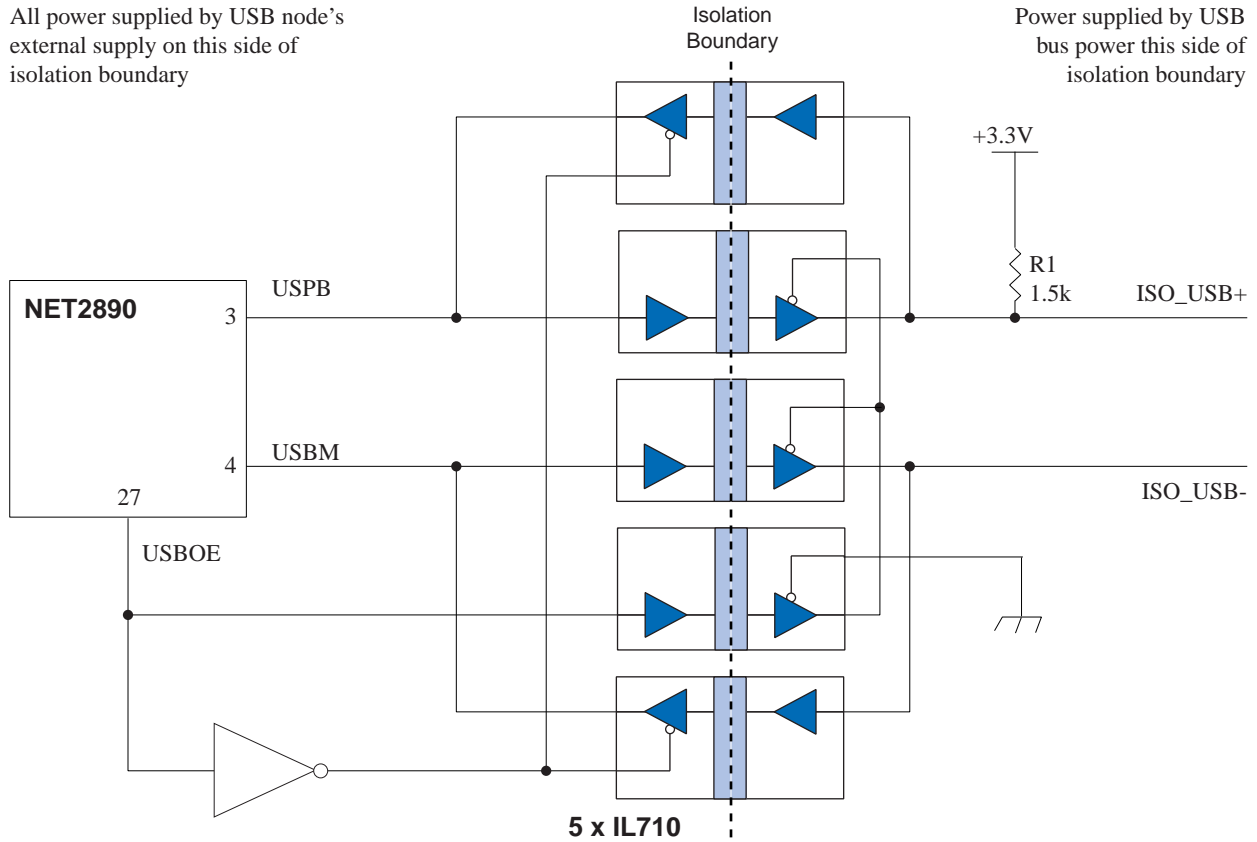 All power supplied by USB node's
external supply on this side of
isolation boundary
Isolation
Boundary
Power supplied by USB
bus power this side of
isolation boundary
+3.3V
R1
1.5k
ISO_USB+
NET2890
3
USPB
4
USBM
ISO_USB-
27
USBOE
5 x IL710